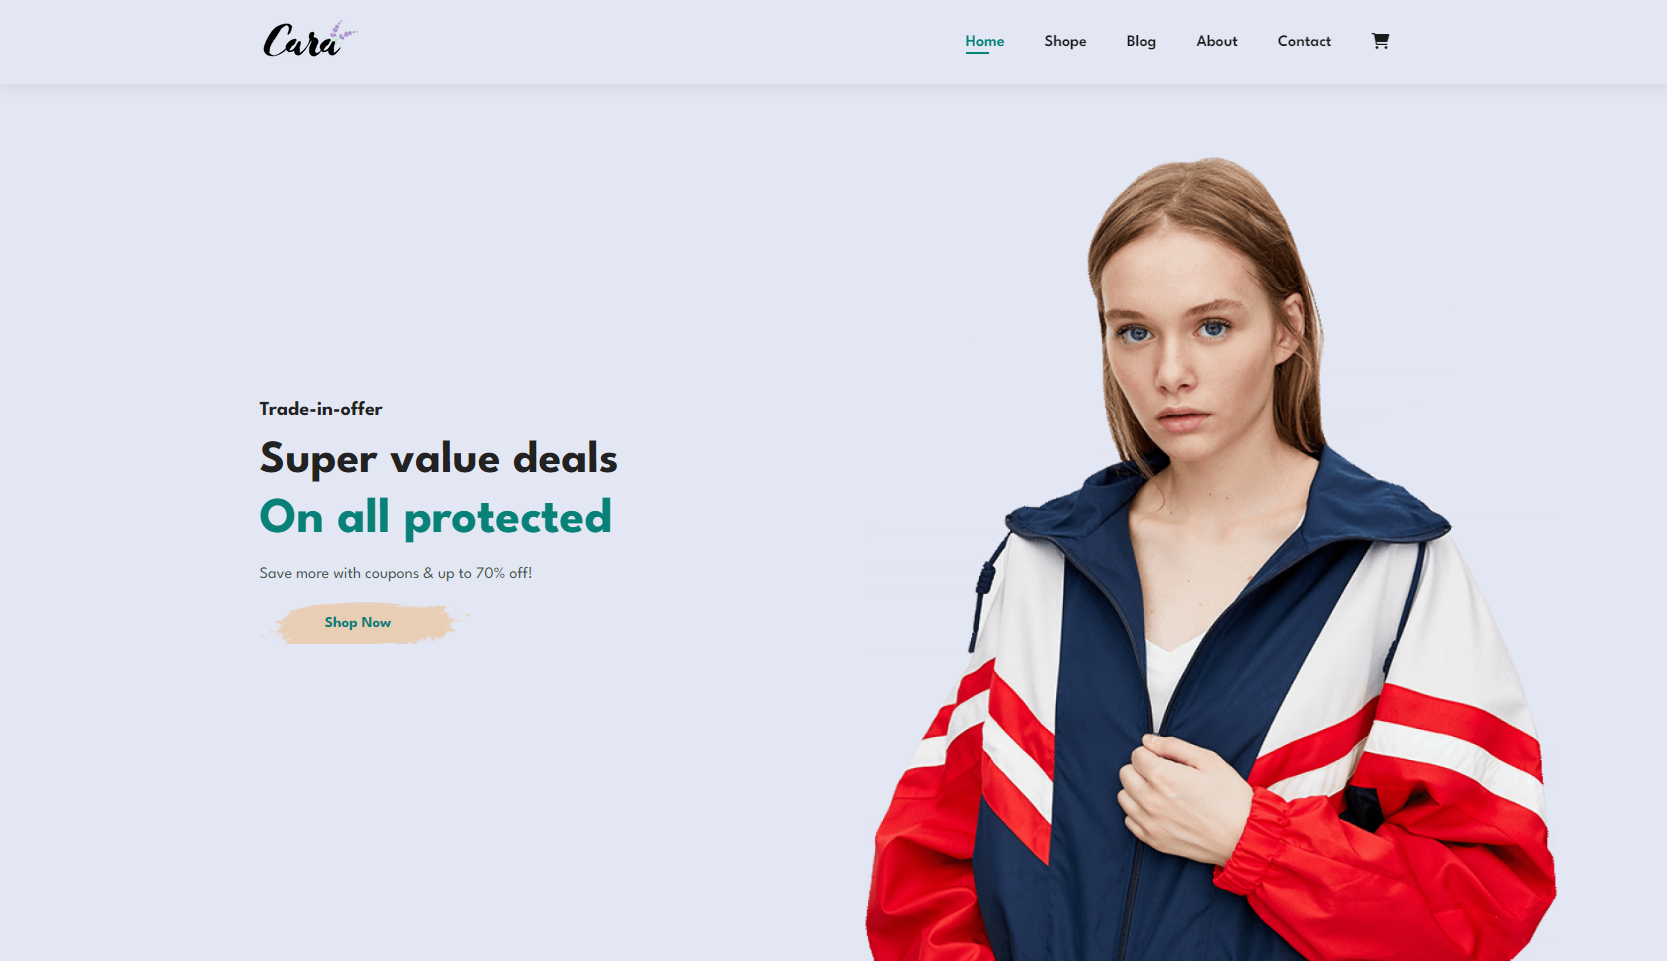 Cara
Home Shope Blog About Contact
Trade-in-offer
Super value deals
On all protected
Save more with coupons & up to 70% off!
Shop Now